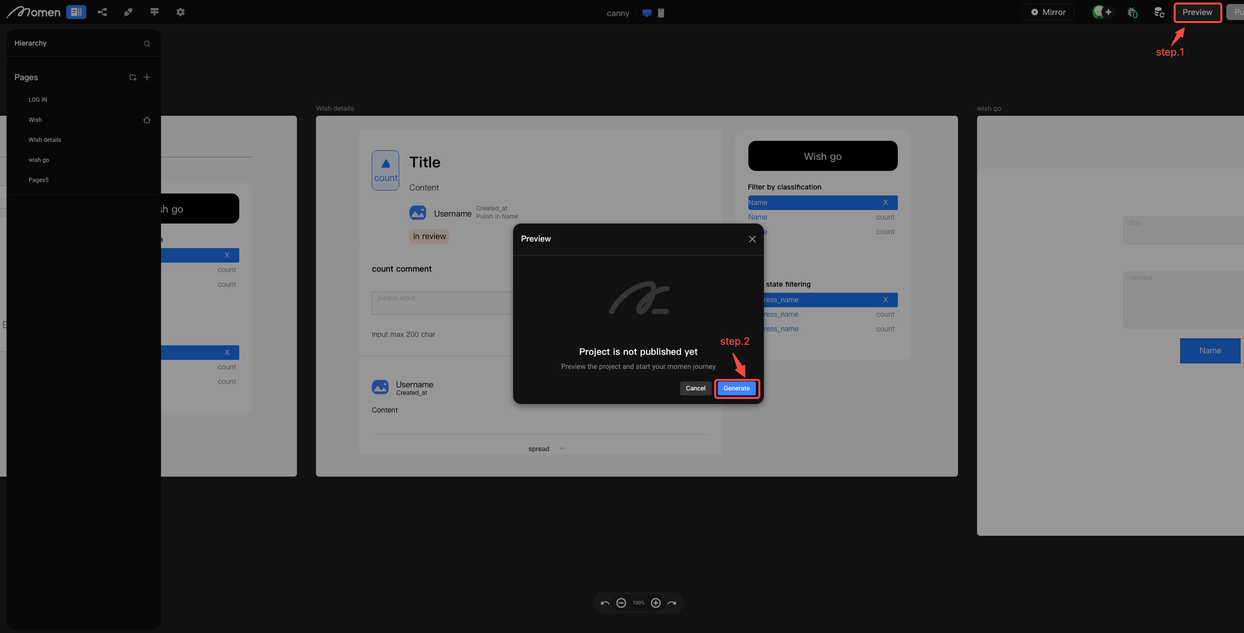 Momen
canny
Mirror
Preview
Pu
step.1
Hierarchy
Pages
LOG IN
Wish
Wish details
wish go
Pages5
sh go
X
count
count
X
count
count
Wish details
count
Title
Content
Username
Created_at
Pulish in Name
in review
count comment
please input...
Input max 200 char
Username
Created_at
Content
spread
Wish go
Filter by classification
Name X
Name count
count
state filtering
ress_name X
ress_name count
ress_name count
Preview
Project is not published yet
Preview the project and start your momen journey
step.2
Cancel
Generate
wish go
title
content
Name
100%